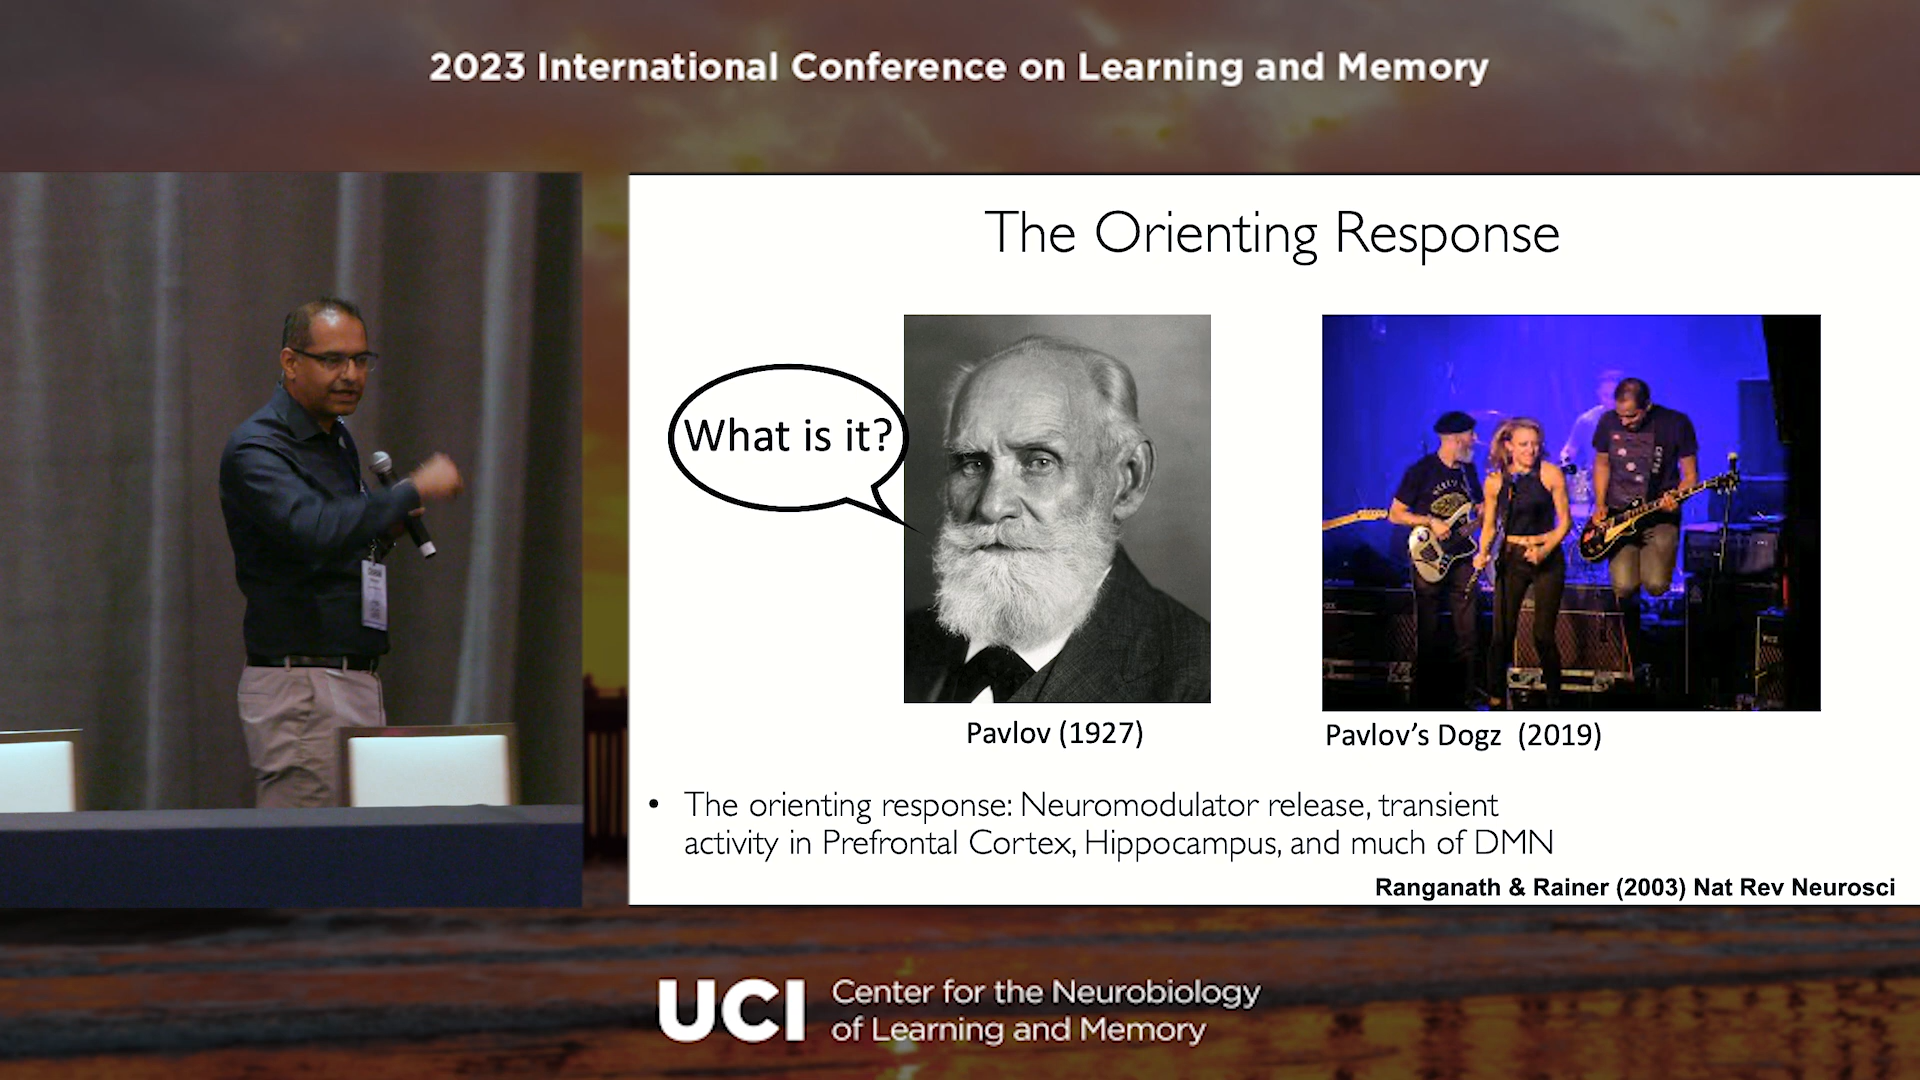 2023 International Conference on Learning and Memory
The Orienting Response
What is it?
Pavlov (1927)
Pavlov’s Dogz (2019)
• The orienting response: Neuromodulator release, transient
activity in Prefrontal Cortex, Hippocampus, and much of DMN
Ranganath & Rainer (2003) Nat Rev Neurosci
UCI
Center for the Neurobiology
of Learning and Memory